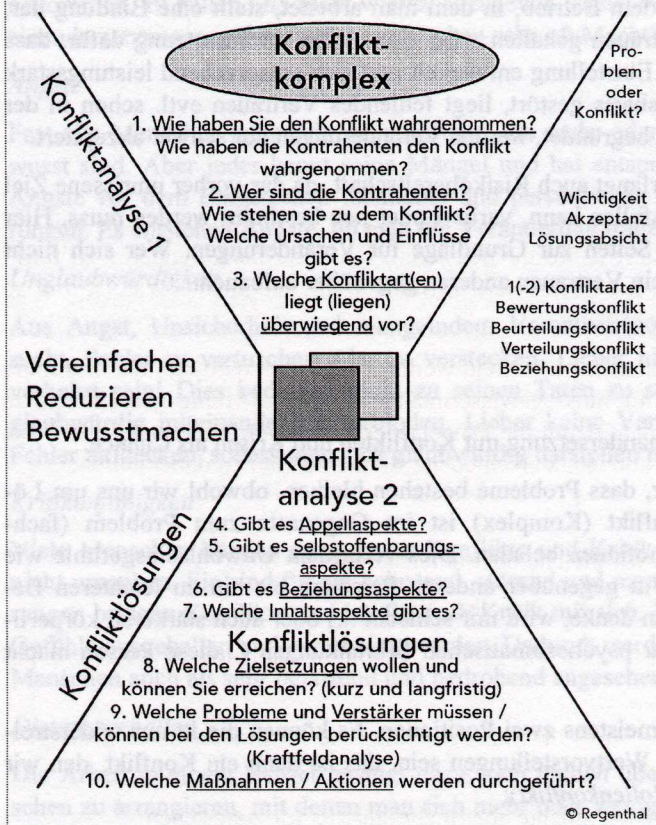 Konflikt-
komplex
Pro-
blem
oder
Konflikt?
Konfliktanalyse 1
1. Wie haben Sie den Konflikt wahrgenommen?
Wie haben die Kontrahenten den Konflikt
wahrgenommen?
2. Wer sind die Kontrahenten?
Wie stehen sie zu dem Konflikt?
Welche Interessen und Einflüsse
gibt es?
Wichtigkeit
Akzeptanz
Lösungsabsicht
3. Welche Konfliktart(en)
liegt (liegen)
überwiegend vor?
1(-2) Konfliktarten
Bewertungskonflikt
Beurteilungskonflikt
Verteilungskonflikt
Beziehungskonflikt
Vereinfachen
Reduzieren
Bewusst machen
Konflikt-
analyse 2
4. Gibt es Appellaspekte?
5. Gibt es Selbstoffenbarungs-
aspekte?
6. Gibt es Beziehungsaspekte?
7. Welche Inhaltsaspekte gibt es?
Konfliktlösungen
Konfliktlösungen
8. Welche Zielsetzungen wollen und
können Sie erreichen? (kurz und langfristig)
9. Welche Probleme und Verstärker müssen /
können bei den Lösungen berücksichtigt werden?
(Kraftfeldanalyse)
10. Welche Maßnahmen / Aktionen werden durchgeführt?
© Regenthal